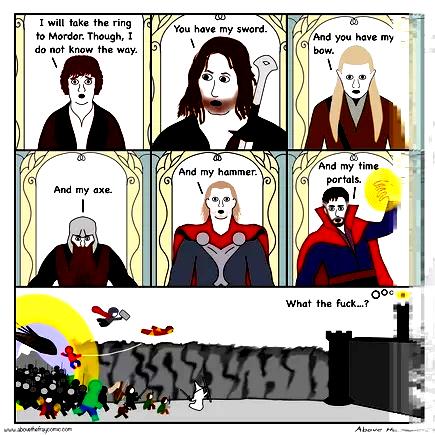 I will take the ring
to Mordor. Though, I
do not know the way.
You have my sword.
And you have my
bow.
And my axe.
And my hammer.
And my time
portals.
What the fuck...?
www.abovethefraycomic.com
Above